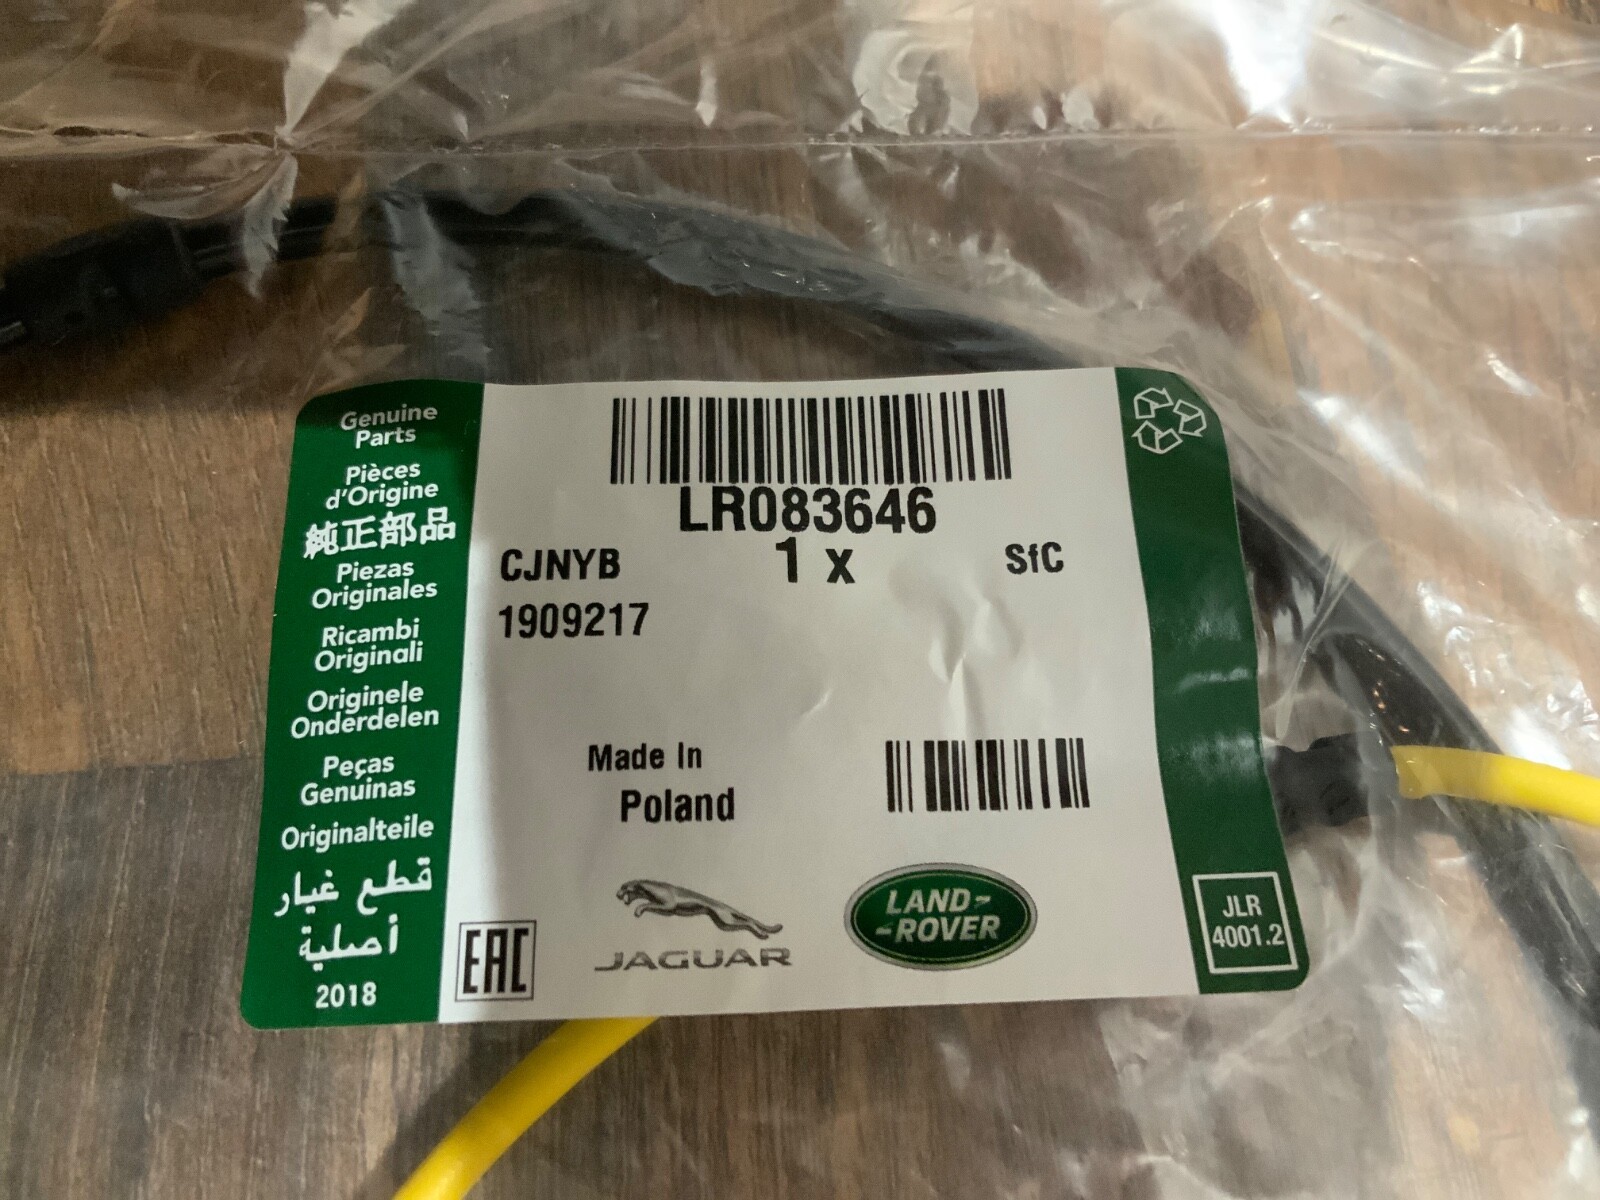 Genuine
Parts
Pièces
d'Origine
純正部品
Piezas
Originales
Ricambi
Originali
Originele
Onderdelen
Peças
Genuinas
Originalteile
قطع غيار
أصلية
2018
LR083646
CJNYB 1 x SfC
1909217
Made In
Poland
EAC
JAGUAR
LAND-
-ROVER
JLR
4001.2